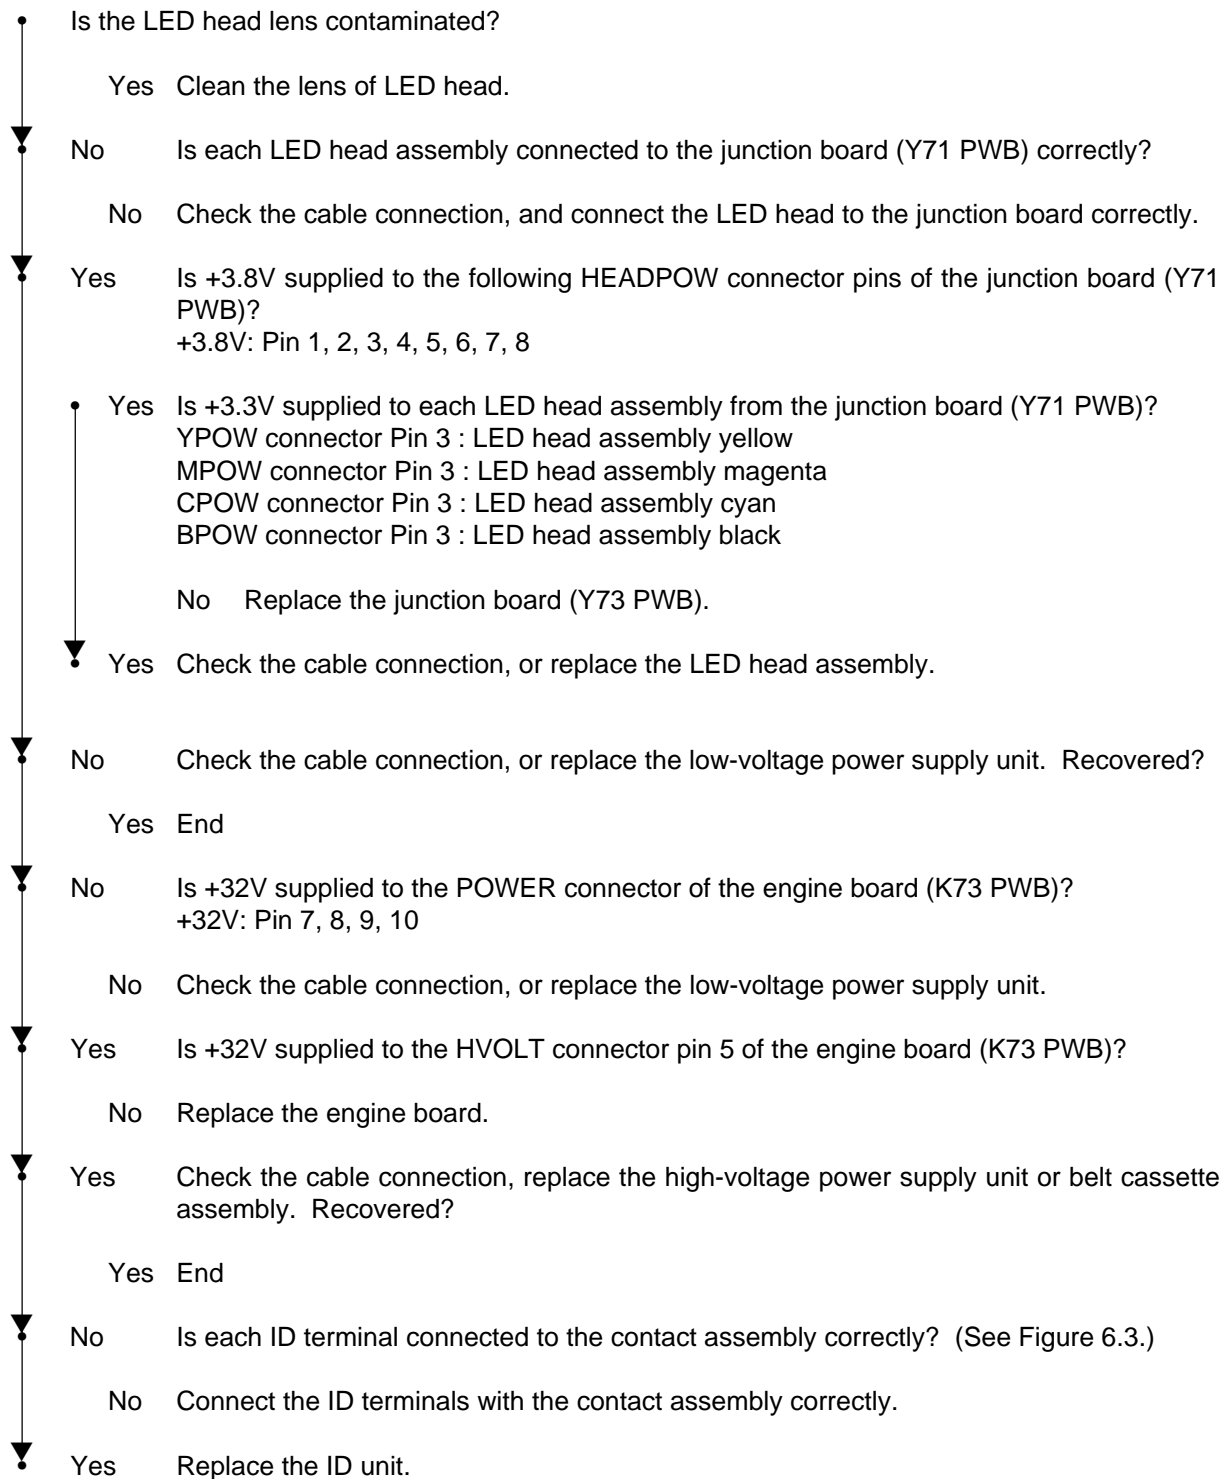 Is the LED head lens contaminated?
Yes Clean the lens of LED head.
No Is each LED head assembly connected to the junction board (Y71 PWB) correctly?
No Check the cable connection, and connect the LED head to the junction board correctly.
Yes Is +3.8V supplied to the following HEADPOW connector pins of the junction board (Y71
PWB)?
+3.8V: Pin 1, 2, 3, 4, 5, 6, 7, 8
Yes Is +3.3V supplied to each LED head assembly from the junction board (Y71 PWB)?
YPOW connector Pin 3 : LED head assembly yellow
MPOW connector Pin 3 : LED head assembly magenta
CPOW connector Pin 3 : LED head assembly cyan
BPOW connector Pin 3 : LED head assembly black
No Replace the junction board (Y73 PWB).
Yes Check the cable connection, or replace the LED head assembly.
No Check the cable connection, or replace the low-voltage power supply unit. Recovered?
Yes End
No Is +32V supplied to the POWER connector of the engine board (K73 PWB)?
+32V: Pin 7, 8, 9, 10
No Check the cable connection, or replace the low-voltage power supply unit.
Yes Is +32V supplied to the HVOLT connector pin 5 of the engine board (K73 PWB)?
No Replace the engine board.
Yes Check the cable connection, replace the high-voltage power supply unit or belt cassette
assembly. Recovered?
Yes End
No Is each ID terminal connected to the contact assembly correctly? (See Figure 6.3.)
No Connect the ID terminals with the contact assembly correctly.
Yes Replace the ID unit.